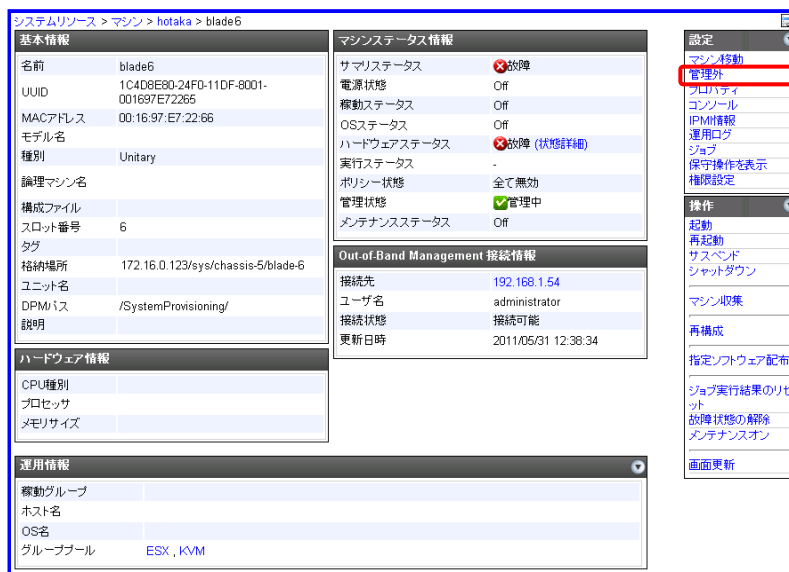 システムリソース > マシン > hotaka > blade6
基本情報
名前 blade6
UUID 1C4D8E80-24F0-11DF-8001-
001697E72265
MACアドレス 00:16:97:E7:22:66
モデル名
種別 Unitary
論理マシン名
構成ファイル
スロット番号 6
タグ
格納場所 172.16.0.123/sys/chassis-5/blade-6
ユニット名
DPMパス /SystemProvisioning/
説明
ハードウェア情報
CPU種別
プロセッサ
メモリサイズ
マシンステータス情報
サマリステータス 故障
電源状態 Off
稼動ステータス Off
OSステータス Off
ハードウェアステータス 故障 (状態詳細)
実行ステータス -
ポリシー状態 全て無効
管理状態 管理中
メンテナンスステータス Off
Out-of-Band Management 接続情報
接続先 192.168.1.54
ユーザ名 administrator
接続状態 接続可能
更新日時 2011/05/31 12:38:34
運用情報
稼動グループ
ホスト名
OS名
グループプール ESX , KVM
設定
マシン移動
管理外
プロパティ
コンソール
IPMI情報
運用ログ
ジョブ
保守操作を表示
権限設定
操作
起動
再起動
サスペンド
シャットダウン
マシン収集
再構成
指定ソフトウェア配布
ジョブ実行結果のリセ
ット
故障状態の解除
メンテナンスオン
画面更新